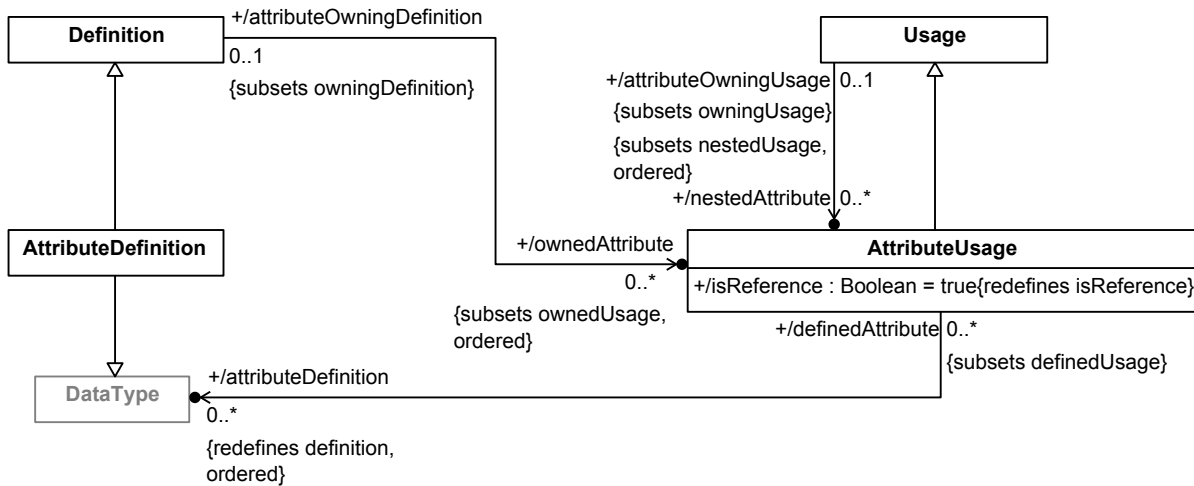 +/attributeOwningDefinition
Definition
0..1
{subsets owningDefinition}
Usage
+/attributeOwningUsage 0..1
{subsets owningUsage}
{subsets nestedUsage,
ordered}
+/nestedAttribute 0..*
AttributeDefinition
+/ownedAttribute
0..*
{subsets ownedUsage,
ordered}
AttributeUsage
+/isReference : Boolean = true{redefines isReference}
+/definedAttribute 0..*
{subsets definedUsage}
DataType
+/attributeDefinition
0..*
{redefines definition,
ordered}